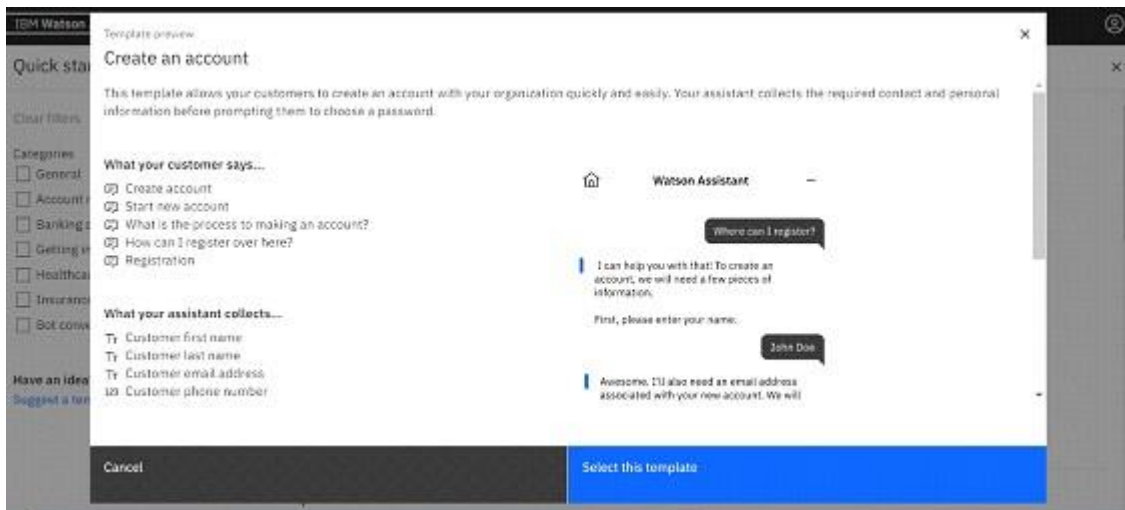 IBM Watson
Template preview
×
Create an account
Quick sta
×
This template allows your customers to create an account with your organization quickly and easily. Your assistant collects the required contact and personal
information before prompting them to choose a password.
Clear filters
Categories
General
Account
Banking
Getting
Healthca
Insuranc
Bot conv
Have an idea
Suggest a
What your customer says...
Create account
Start new account
What is the process to making an account?
How can I register over here?
Registration
What your assistant collects...
Customer first name
Customer last name
Customer email address
Customer phone number
Watson Assistant
Where can I register?
I can help you with that! To create an
account, we will need a few pieces of
information.
First, please enter your name:
John Doe
Awesome. I'll also need an email address
associated with your new account. We will
Cancel
Select this template